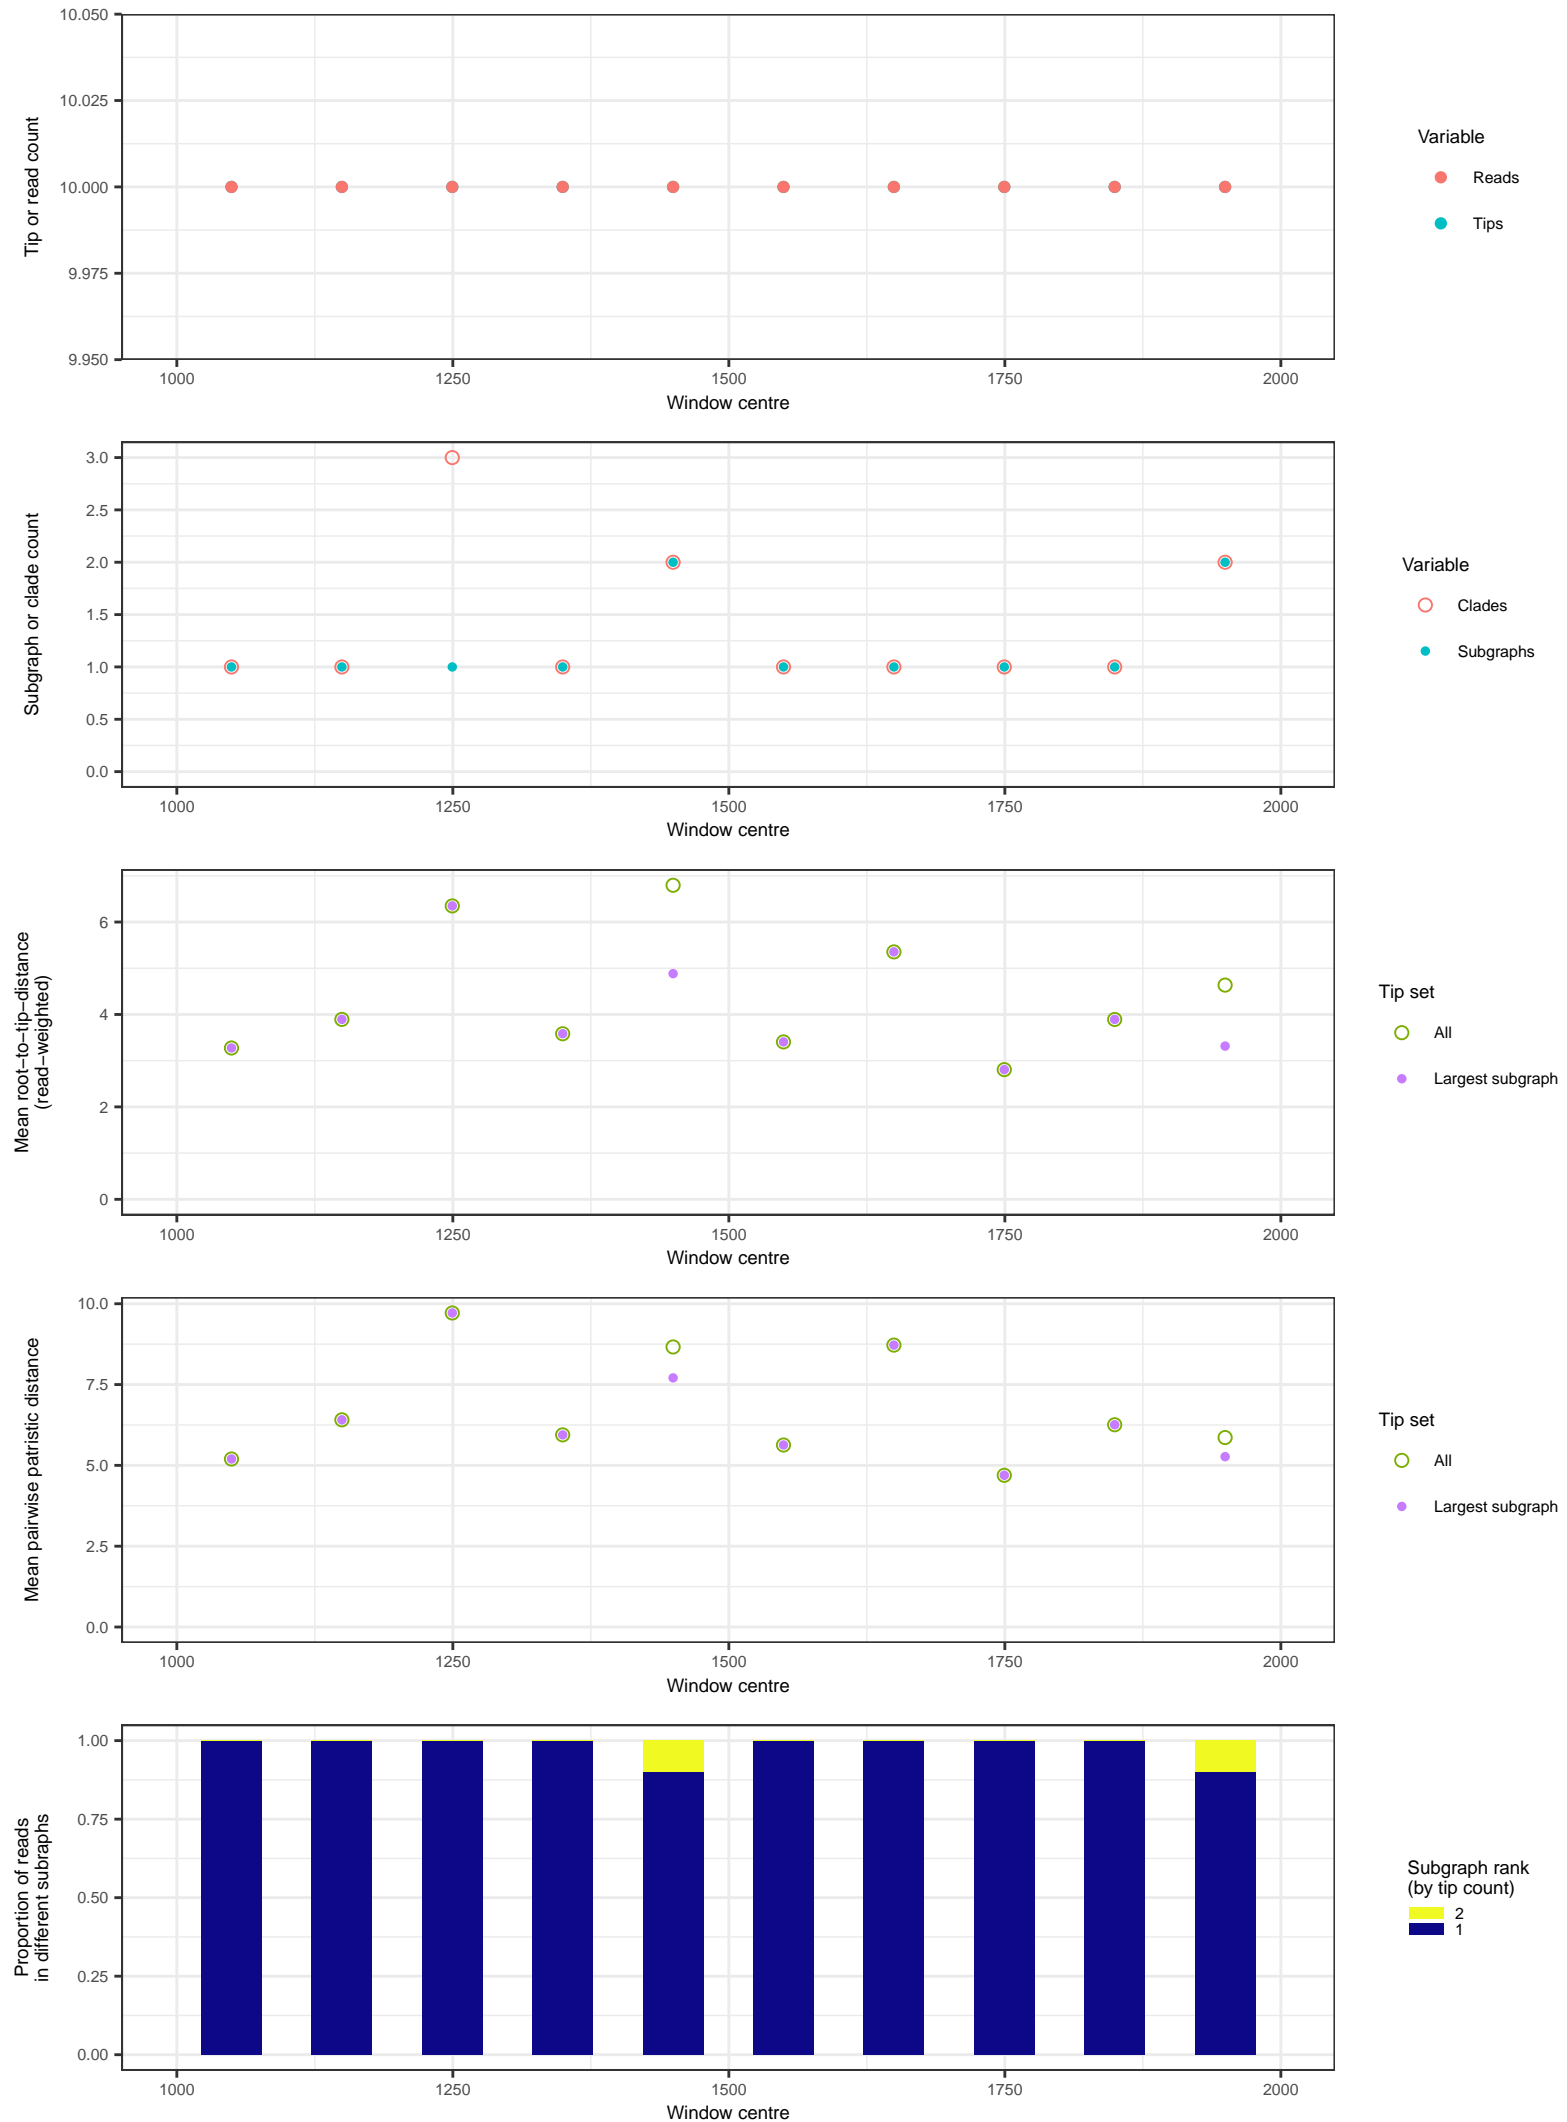 10.050
10.025
10.000
9.975
9.950
Tip or read count
1000 1250 1500 1750 2000
Window centre
Variable
Reads
Tips
3.0
2.5
2.0
1.5
1.0
0.5
0.0
Subgraph or clade count
1000 1250 1500 1750 2000
Window centre
Variable
Clades
Subgraphs
6
4
2
0
Mean root−to−tip−distance
(read−weighted)
1000 1250 1500 1750 2000
Window centre
Tip set
All
Largest subgraph
10.0
7.5
5.0
2.5
0.0
Mean pairwise patristic distance
1000 1250 1500 1750 2000
Window centre
Tip set
All
Largest subgraph
1.00
0.75
0.50
0.25
0.00
Proportion of reads
in different subraphs
1000 1250 1500 1750 2000
Window centre
Subgraph rank
(by tip count)
2
1